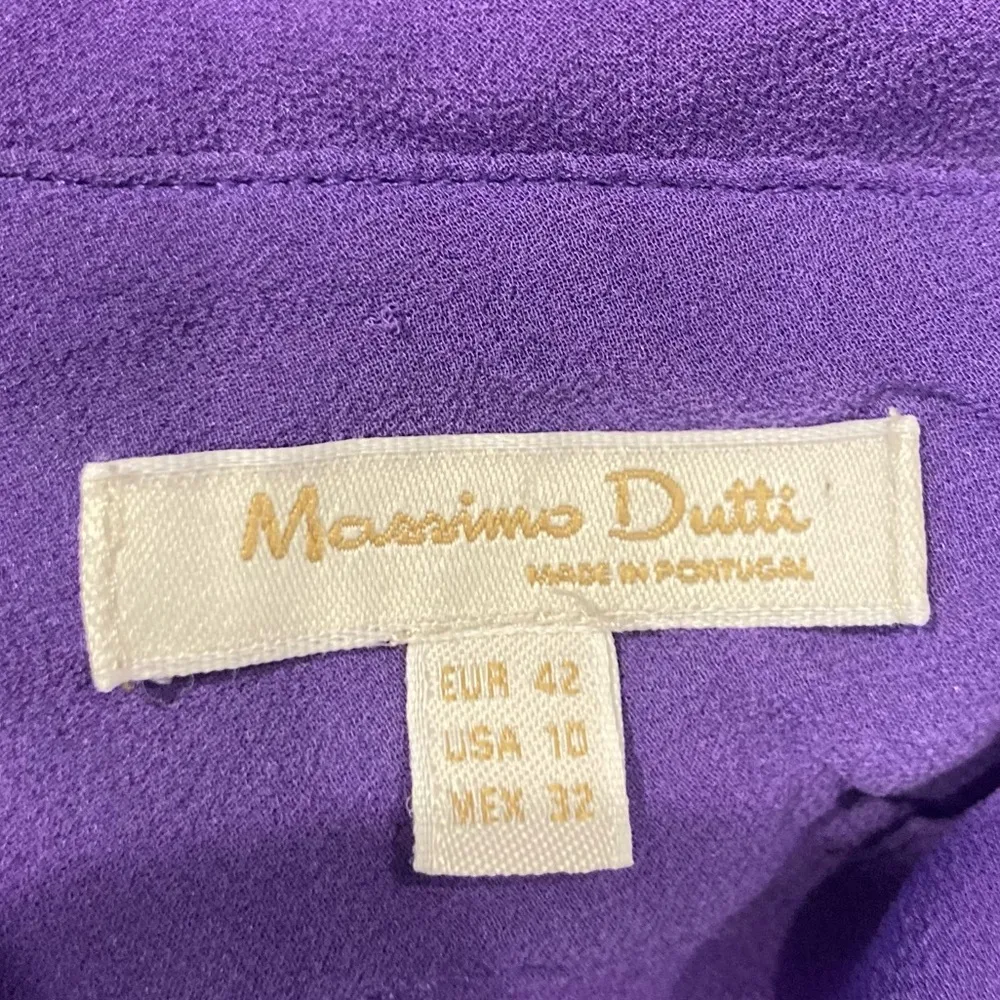 Massimo Dutti
MADE IN PORTUGAL
EUR 42
USA 10
MEX 32